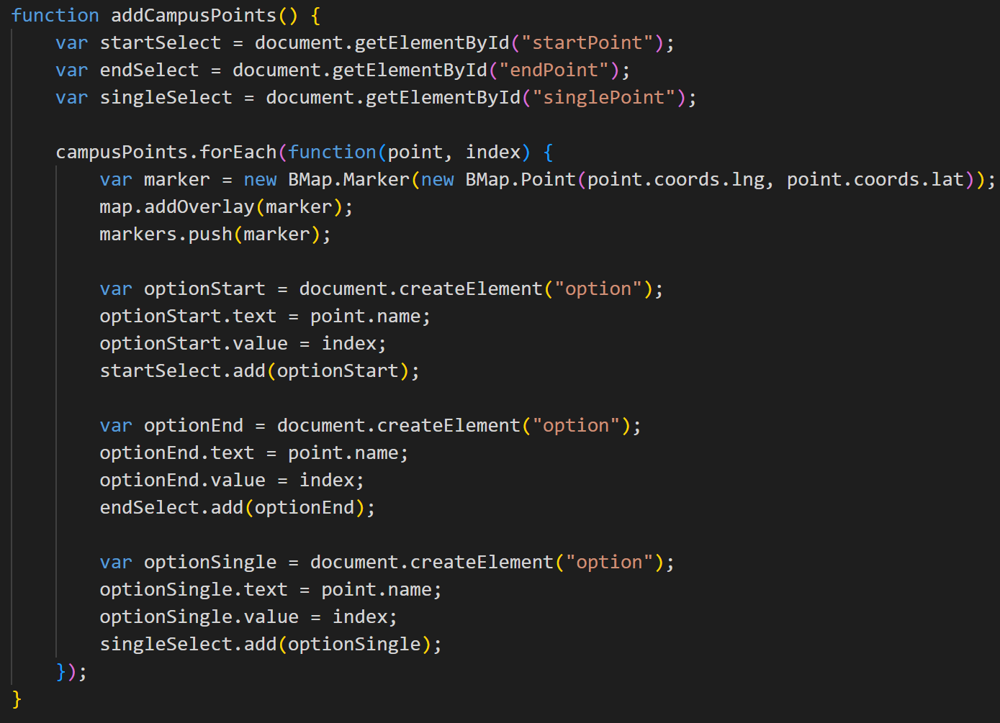 function addCampusPoints() {
    var startSelect = document.getElementById("startPoint");
    var endSelect = document.getElementById("endPoint");
    var singleSelect = document.getElementById("singlePoint");

    campusPoints.forEach(function(point, index) {
        var marker = new BMap.Marker(new BMap.Point(point.coords.lng, point.coords.lat));
        map.addOverlay(marker);
        markers.push(marker);

        var optionStart = document.createElement("option");
        optionStart.text = point.name;
        optionStart.value = index;
        startSelect.add(optionStart);

        var optionEnd = document.createElement("option");
        optionEnd.text = point.name;
        optionEnd.value = index;
        endSelect.add(optionEnd);

        var optionSingle = document.createElement("option");
        optionSingle.text = point.name;
        optionSingle.value = index;
        singleSelect.add(optionSingle);
    });
}